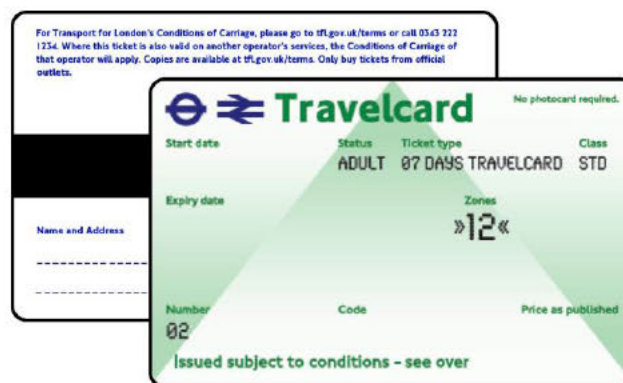 For Transport for London's Conditions of Carriage, please go to tfl.gov.uk/terms or call 0343 222
1234. Where this ticket is also valid on another operator's services, the Conditions of Carriage of
that operator will apply. Copies are available at tfl.gov.uk/terms. Only buy tickets from official
outlets.
Name and Address
Travelcard
No photocard required.
Start date Status Ticket type Class
ADULT 07 DAYS TRAVELCARD STD
Expiry date Zones
»12«
Number Code Price as published
02
Issued subject to conditions – see over